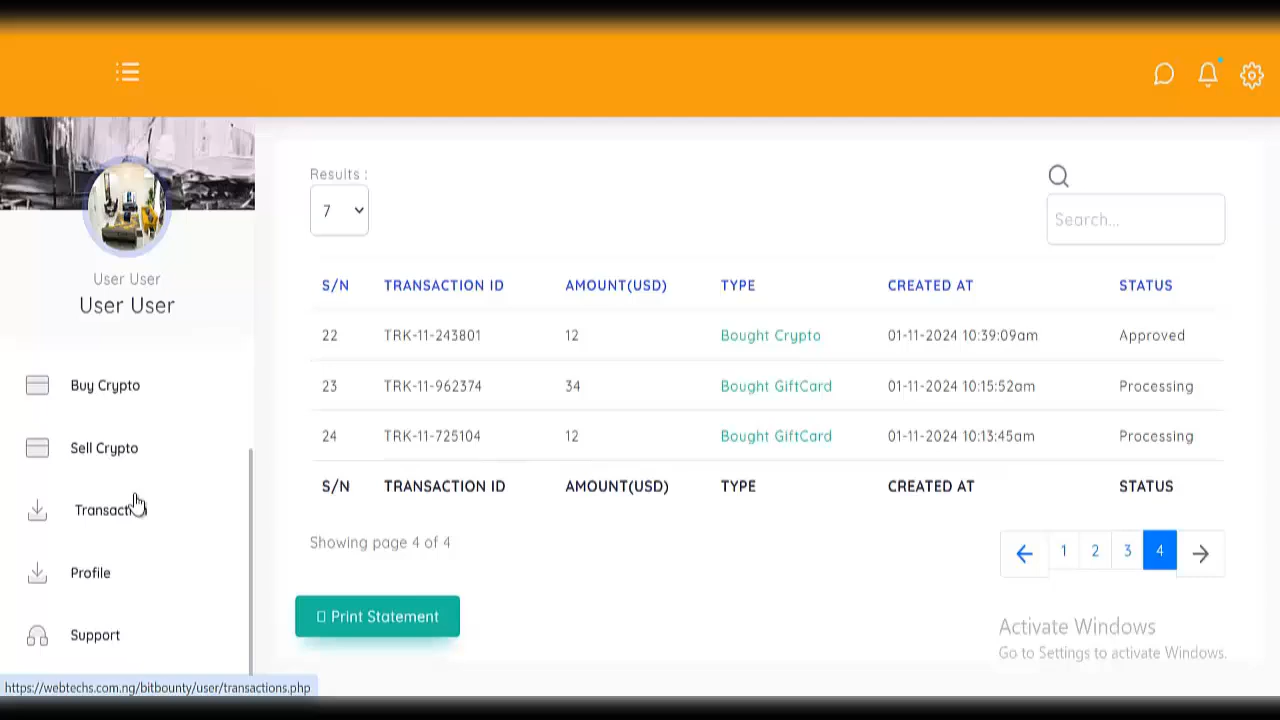 Results :
7
Search...
User User
User User
Buy Crypto
Sell Crypto
Transaction
Profile
Support
S/N TRANSACTION ID AMOUNT(USD) TYPE CREATED AT STATUS
22 TRK-11-243801 12 Bought Crypto 01-11-2024 10:39:09am Approved
23 TRK-11-962374 34 Bought GiftCard 01-11-2024 10:15:52am Processing
24 TRK-11-725104 12 Bought GiftCard 01-11-2024 10:13:45am Processing
S/N TRANSACTION ID AMOUNT(USD) TYPE CREATED AT STATUS
Showing page 4 of 4
1 2 3 4
Print Statement
Activate Windows
Go to Settings to activate Windows.
https://webtechs.com.ng/bitbounty/user/transactions.php